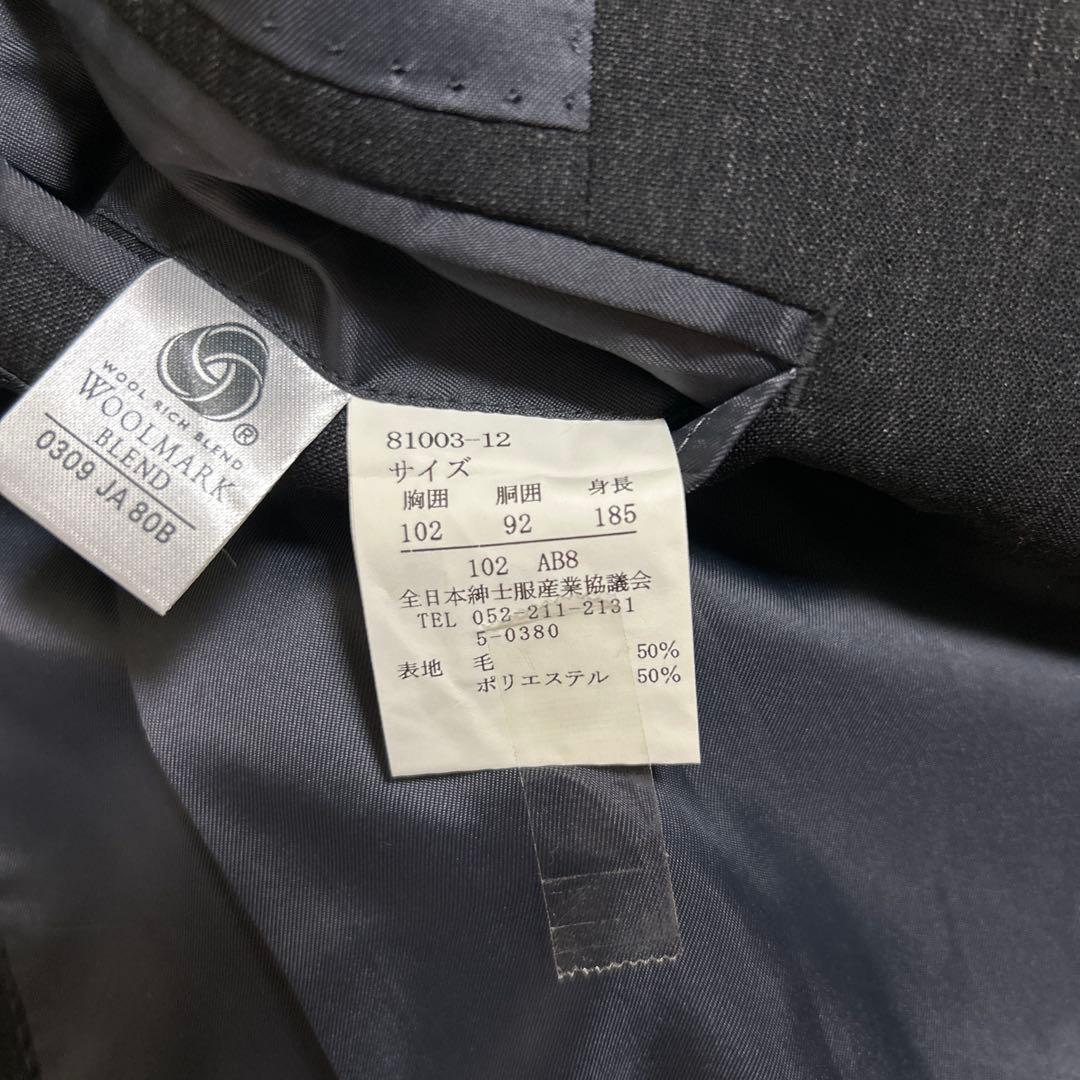 WOOL RICH BLEND
®
WOOLMARK
BLEND
0309 JA 80B
81003-12
サイズ
胸囲 胴囲 身長
102 92 185
102 AB8
全日本紳士服産業協議会
TEL 052-211-2131
5-0380
表地 毛 50%
ポリエステル 50%